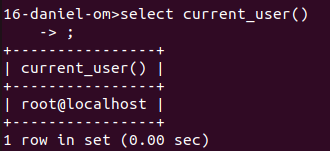 16-daniel-om>select current_user()
    -> ;
+----------------+
| current_user() |
+----------------+
| root@localhost |
+----------------+
1 row in set (0.00 sec)